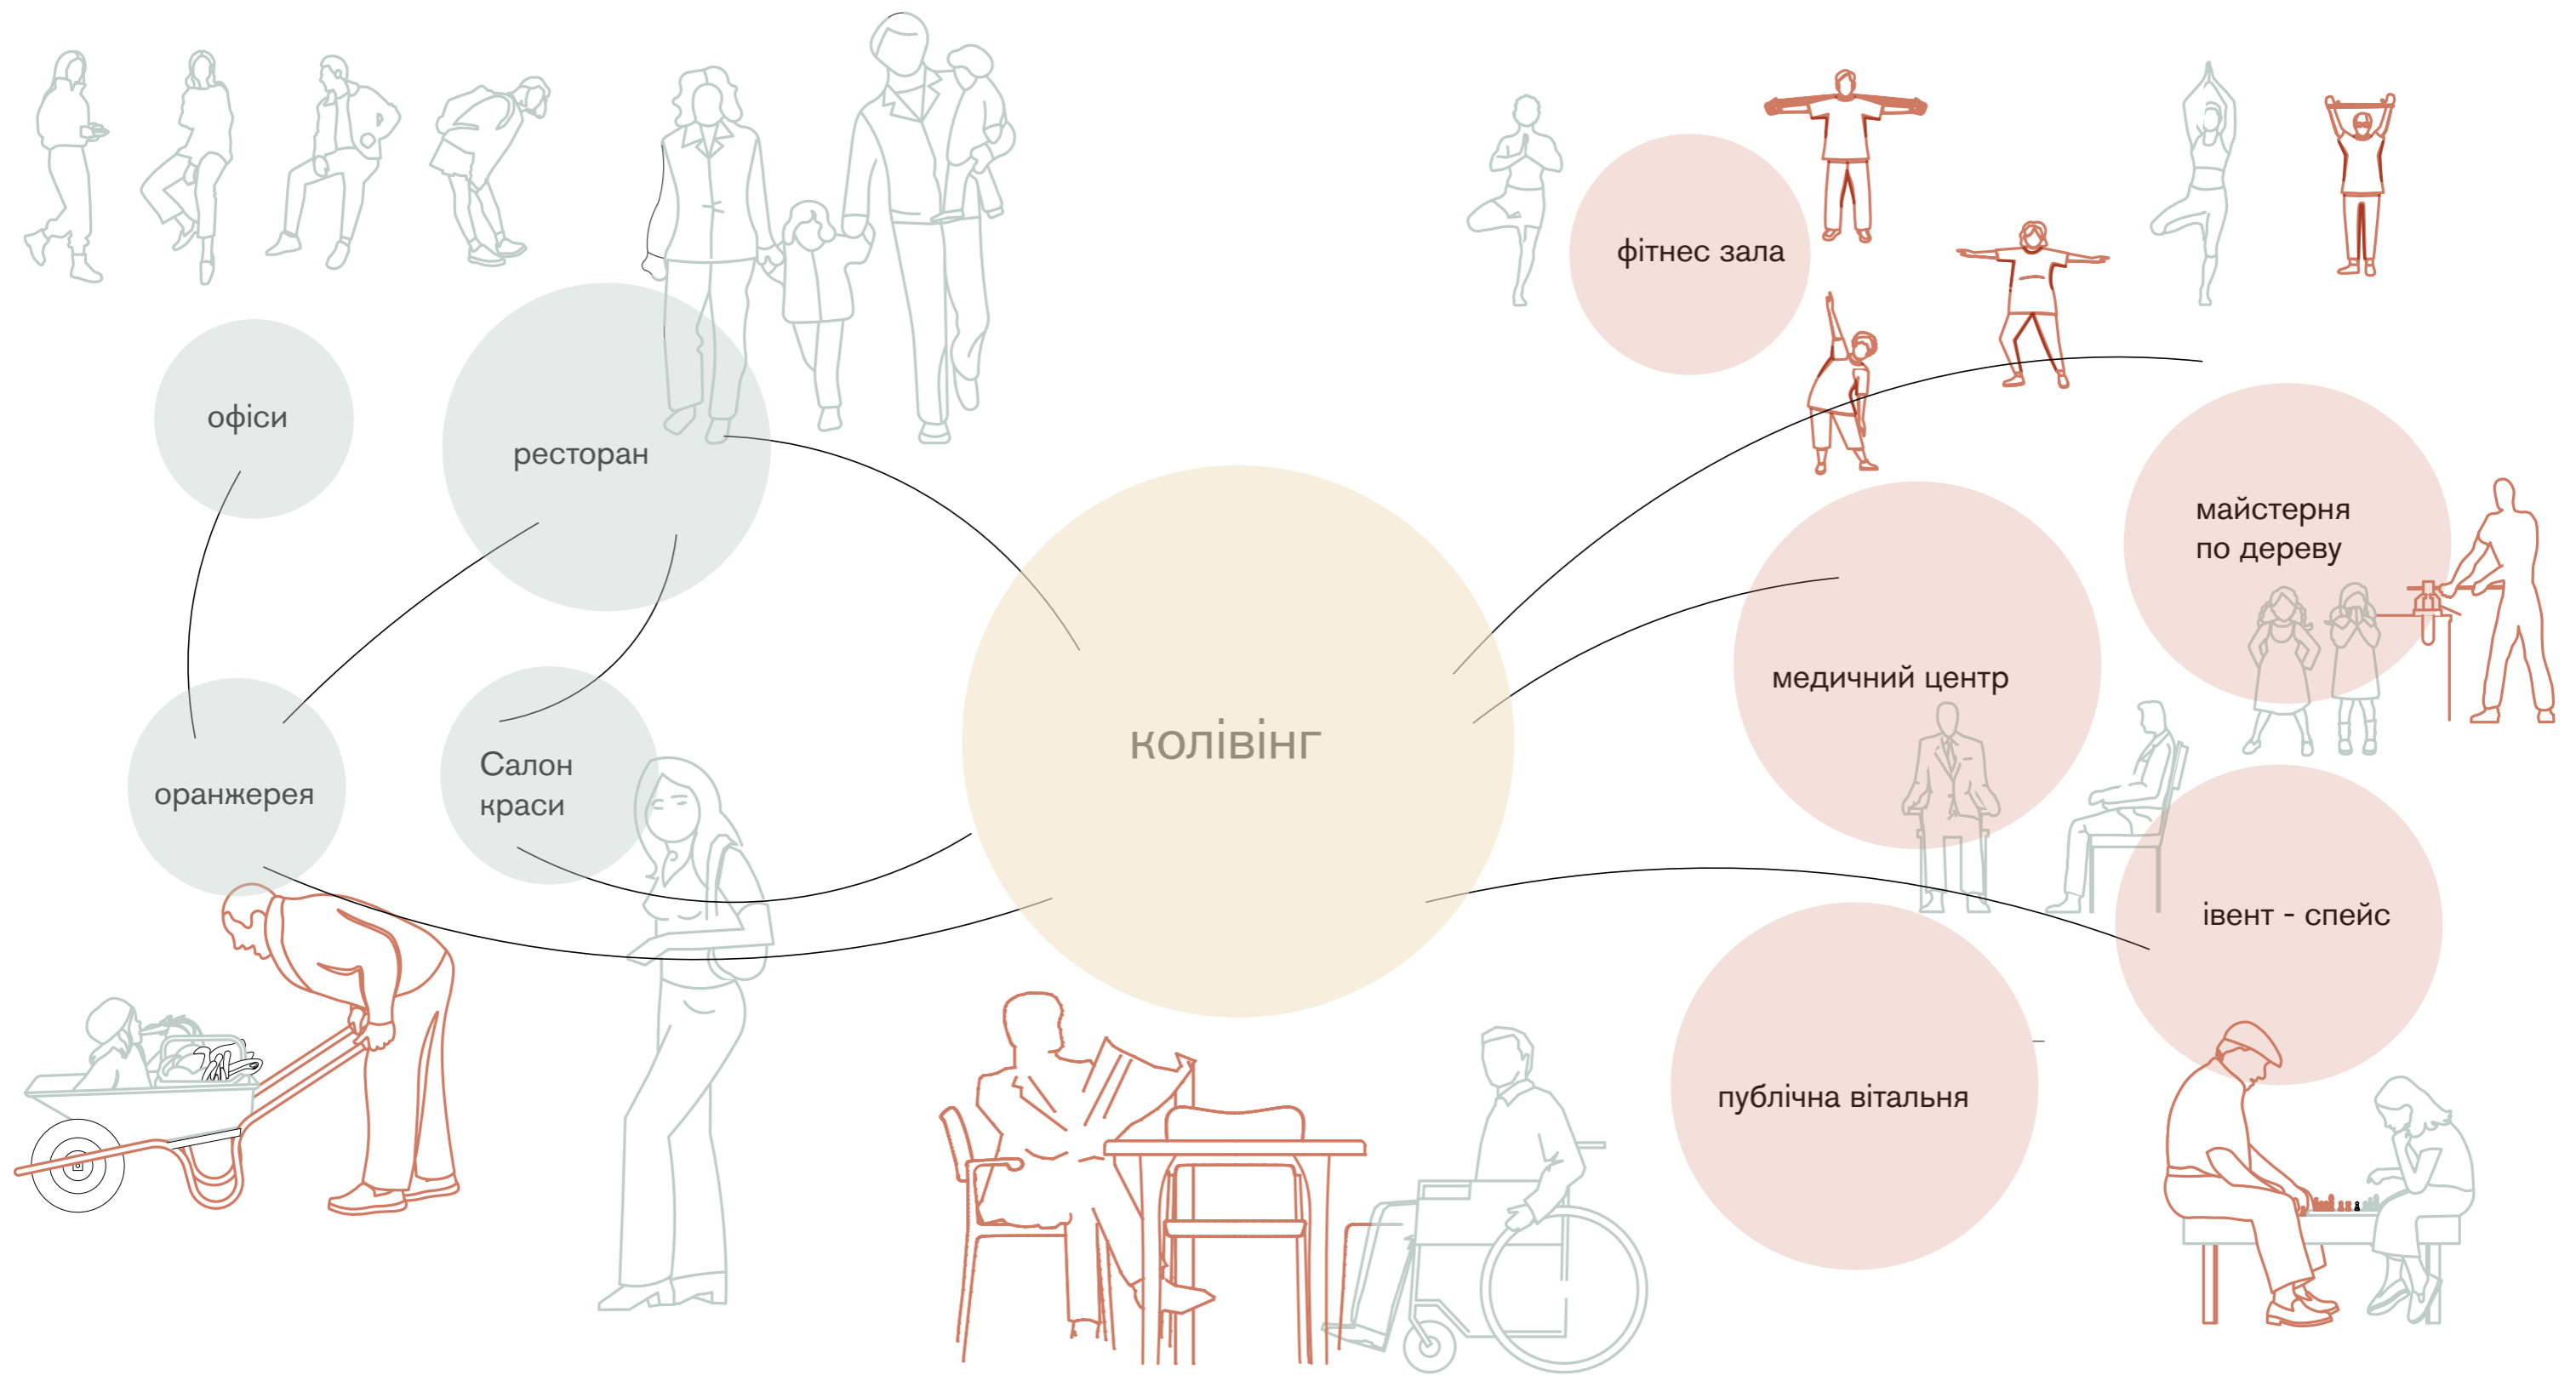 фітнес зала
офіси
ресторан
майстерня
по дереву
медичний центр
колівінг
Салон
краси
оранжерея
івент - спейс
публічна вітальня